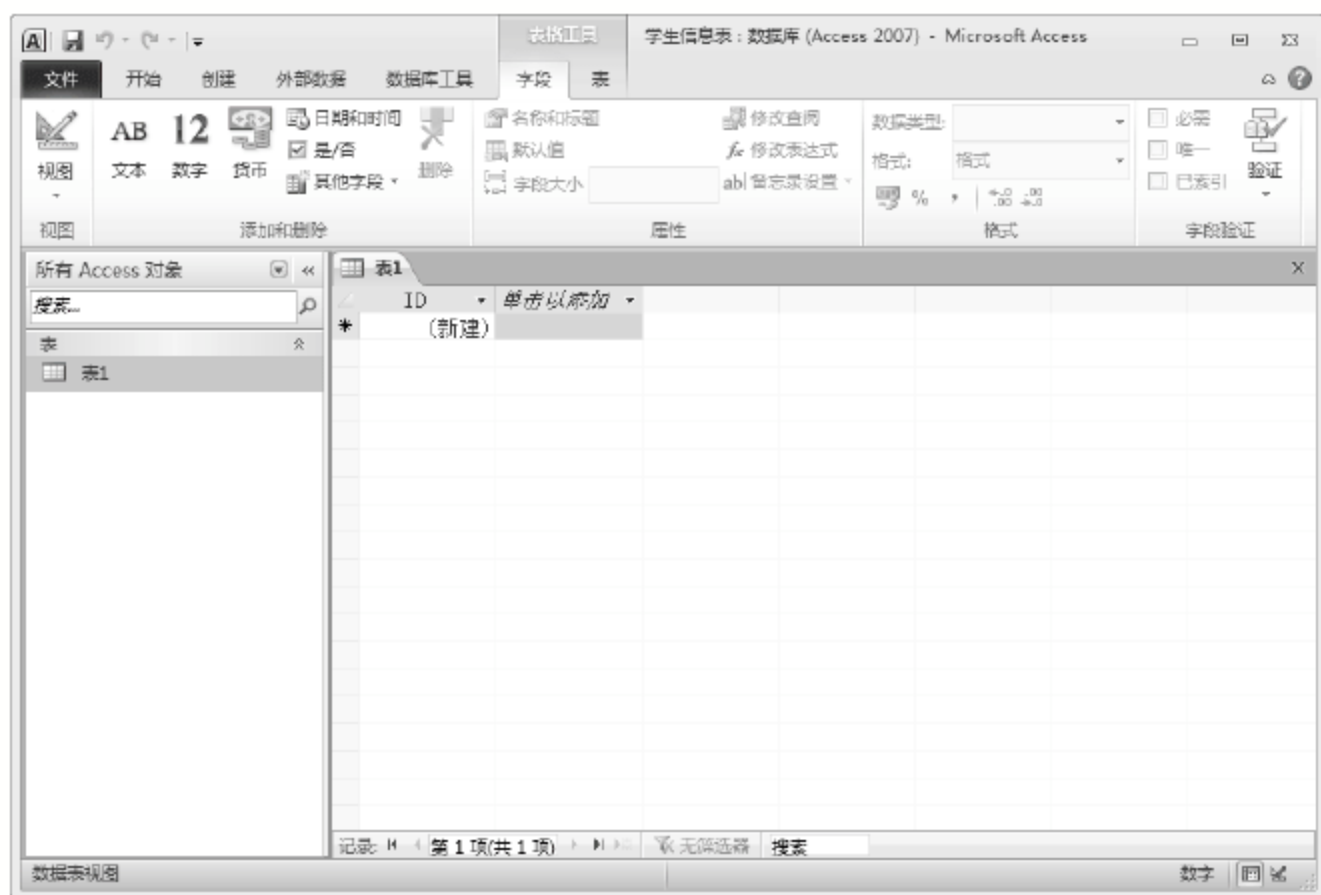 表格工具
学生信息表 : 数据库 (Access 2007) - Microsoft Access
文件 开始 创建 外部数据 数据库工具 字段 表
视图
AB 文本
12 数字
货币
日期和时间
是/否
其他字段
删除
名称和标题
默认值
字段大小
修改查阅
fx 修改表达式
ab| 备忘录设置
数据类型:
格式: 格式
% , .00 .00
必需
唯一
已索引
验证
视图 添加和删除 属性 格式 字段验证
所有 Access 对象 «
搜索...
表
表1
表1
ID 单击以添加
* (新建)
记录: 第 1 项(共 1 项) 无筛选器 搜索
数据表视图 数字